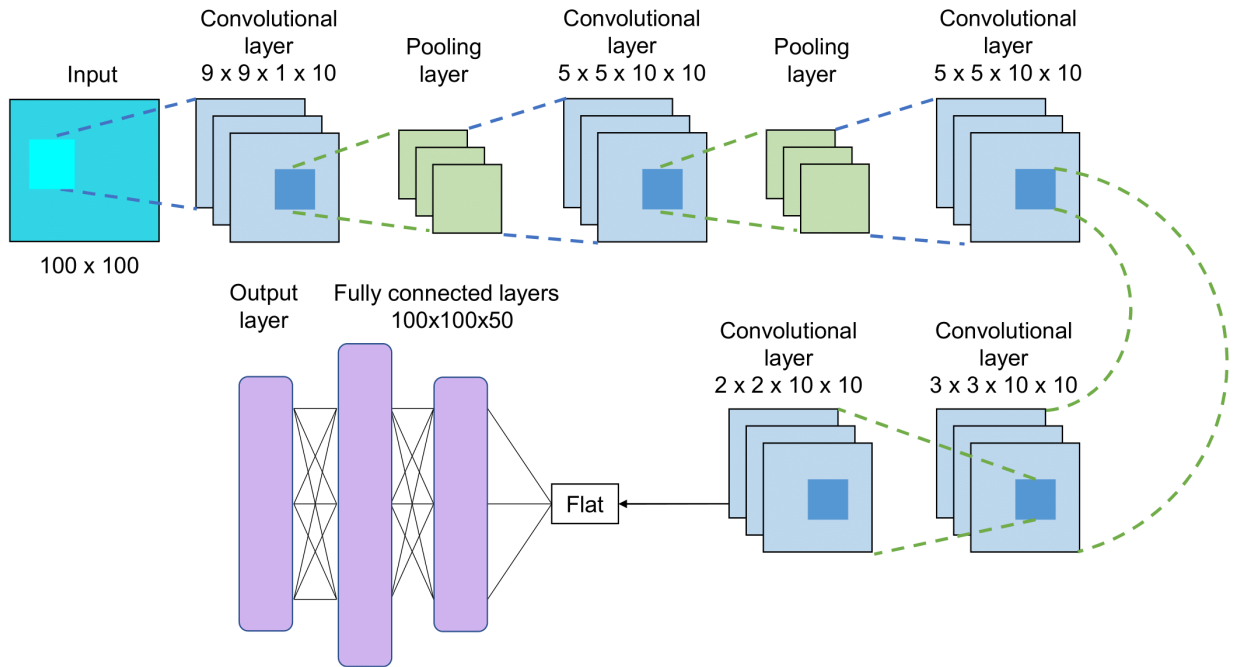 Input
100 x 100
Convolutional
layer
9 x 9 x 1 x 10
Pooling
layer
Convolutional
layer
5 x 5 x 10 x 10
Pooling
layer
Convolutional
layer
5 x 5 x 10 x 10
Output
layer
Fully connected layers
100x100x50
Flat
Convolutional
layer
2 x 2 x 10 x 10
Convolutional
layer
3 x 3 x 10 x 10